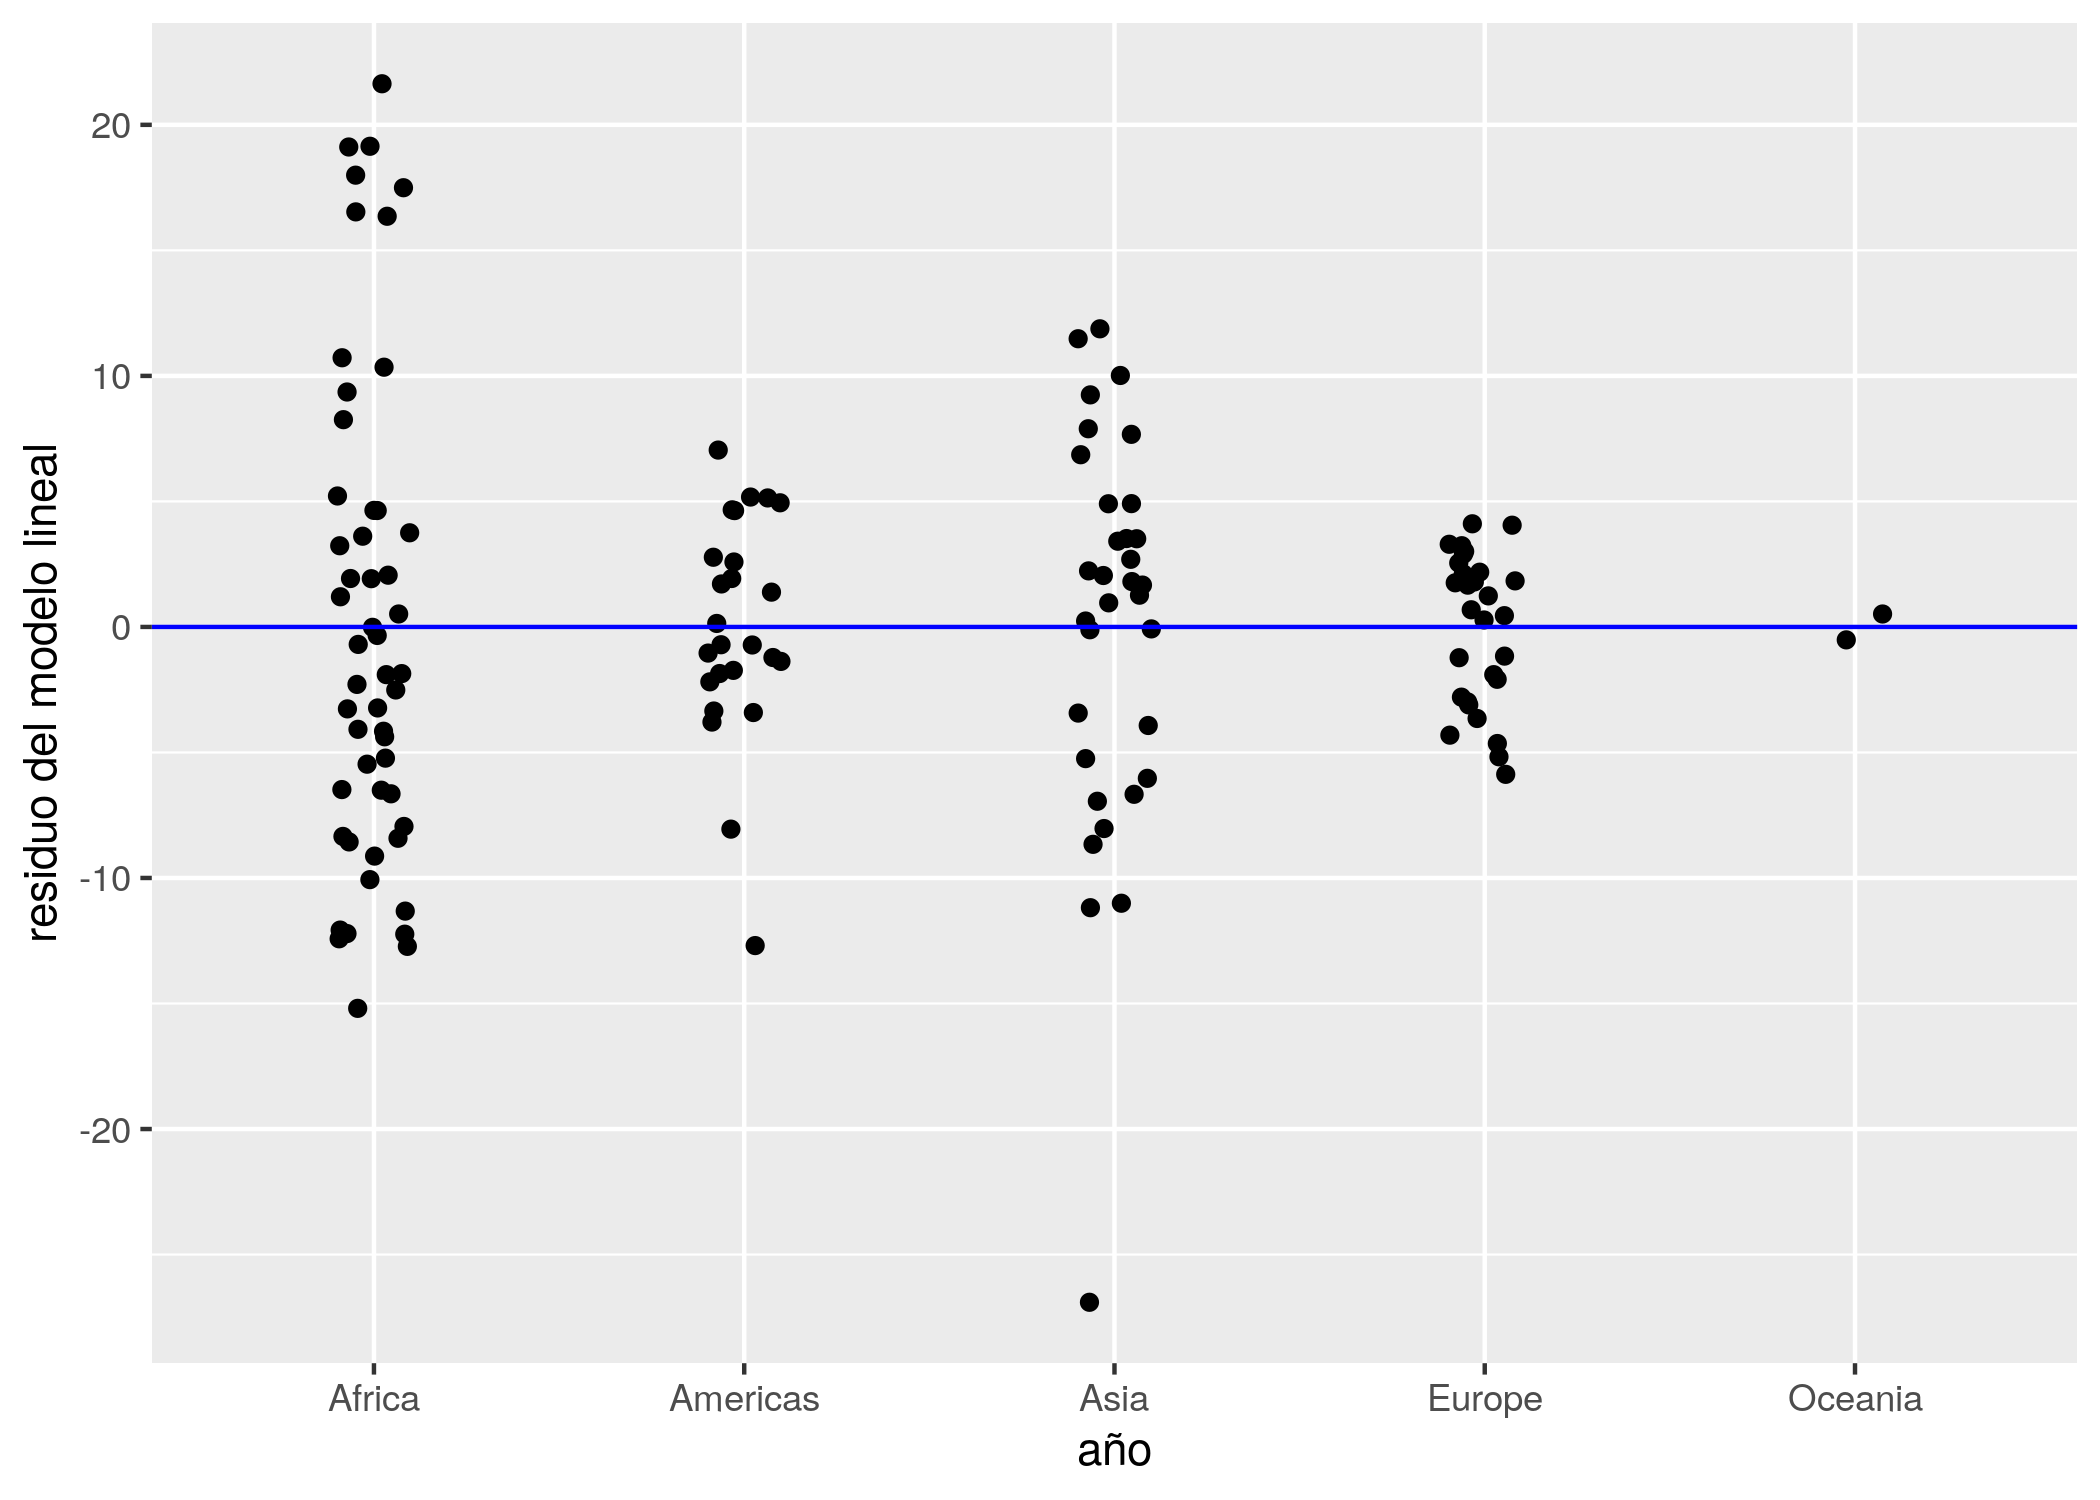 residuo del modelo lineal
20
10
0
-10
-20
Africa
Americas
Asia
Europe
Oceania
año